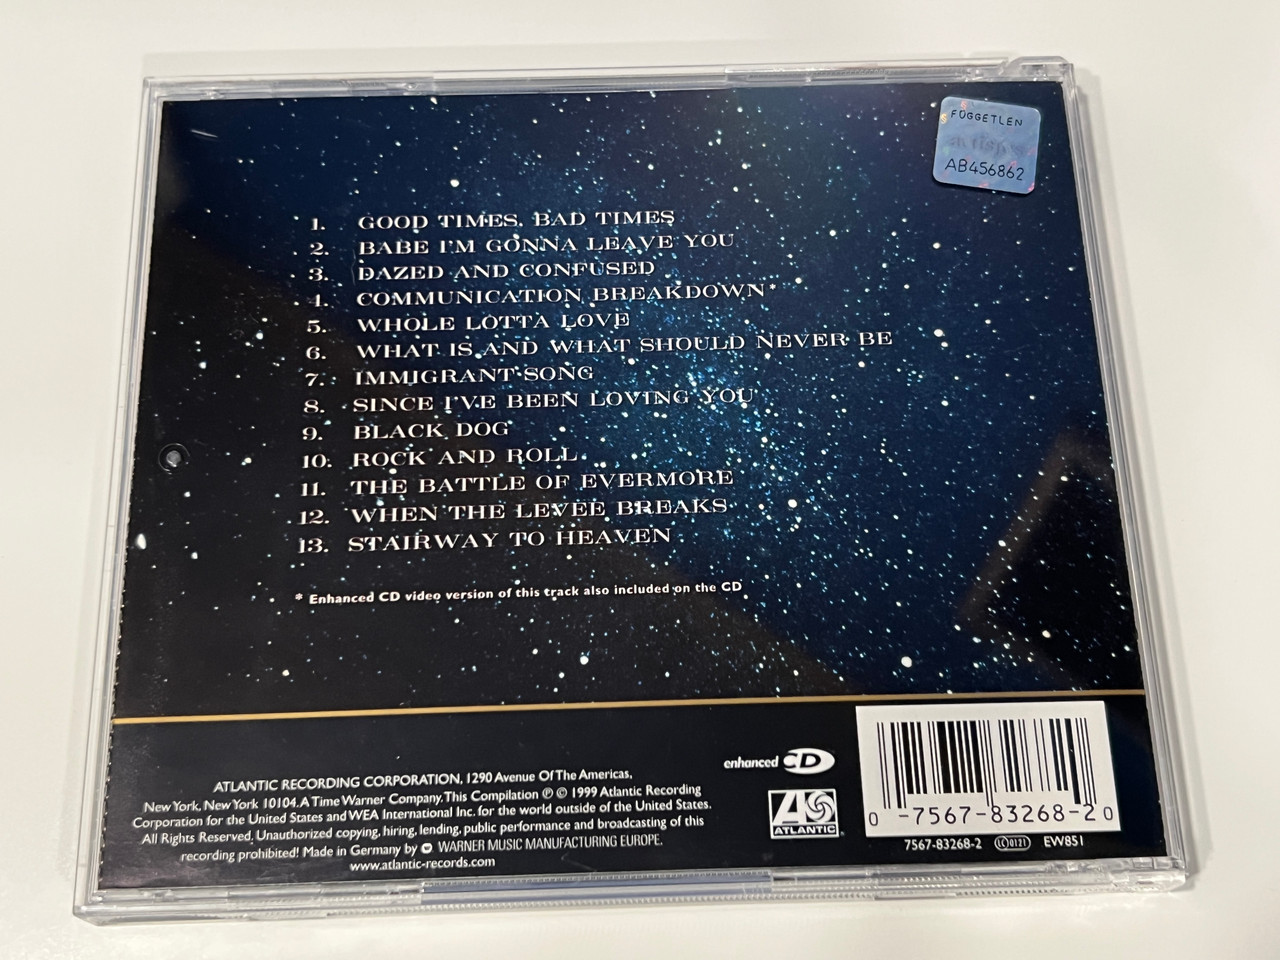 FÜGGETLEN
artisjus
AB456862
1. GOOD TIMES, BAD TIMES
2. BABE I'M GONNA LEAVE YOU
3. DAZED AND CONFUSED
4. COMMUNICATION BREAKDOWN*
5. WHOLE LOTTA LOVE
6. WHAT IS AND WHAT SHOULD NEVER BE
7. IMMIGRANT SONG
8. SINCE I'VE BEEN LOVING YOU
9. BLACK DOG
10. ROCK AND ROLL
11. THE BATTLE OF EVERMORE
12. WHEN THE LEVEE BREAKS
13. STAIRWAY TO HEAVEN
* Enhanced CD video version of this track also included on the CD
ATLANTIC RECORDING CORPORATION, 1290 Avenue Of The Americas,
New York, New York 10104. A Time Warner Company. This Compilation ℗ © 1999 Atlantic Recording
Corporation for the United States and WEA International Inc. for the world outside of the United States.
All Rights Reserved. Unauthorized copying, hiring, lending, public performance and broadcasting of this
recording prohibited! Made in Germany by WARNER MUSIC MANUFACTURING EUROPE.
www.atlantic-records.com
enhanced CD
ATLANTIC
0 -7567-83268-2 0
7567-83268-2 LC 0121 EW851